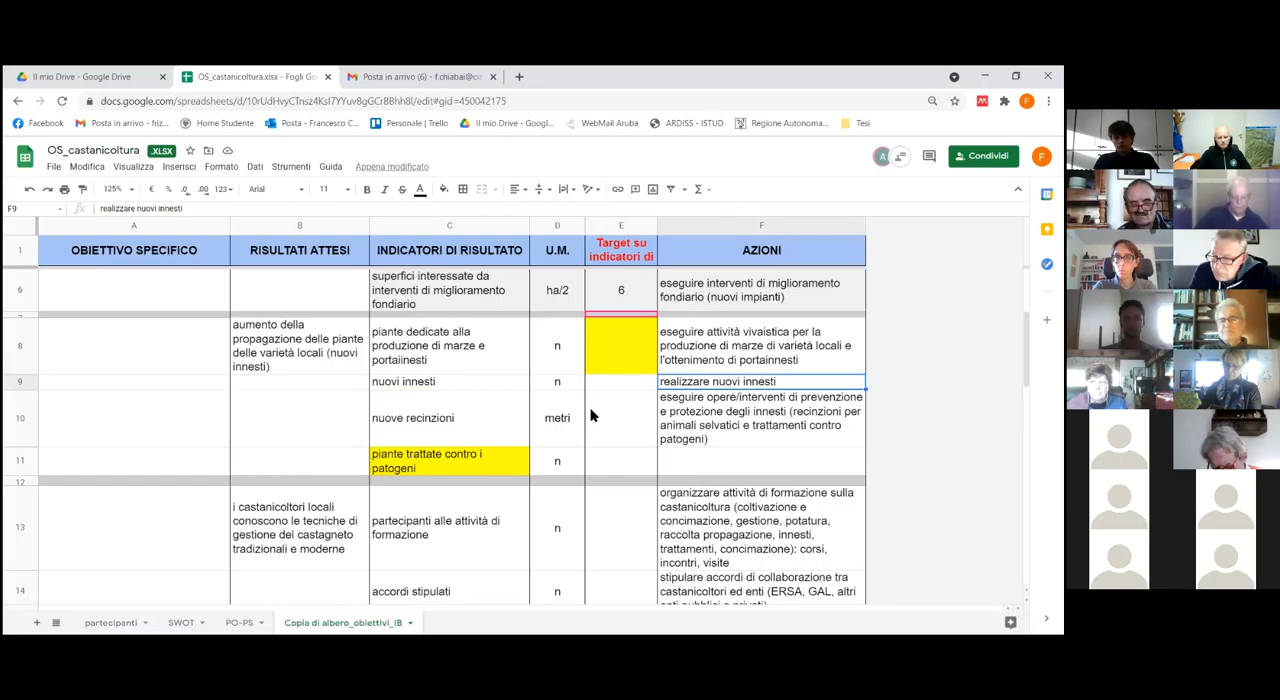 Il mio Drive - Google Drive
OS_castanicoltura.xlsx - Fogli Go
Posta in arrivo (6) - f.chiabai@cia
docs.google.com/spreadsheets/d/10rUdHvyCTnsz4KsI7YYuv8gGCrBBhh8I/edit#gid=450042175
Facebook
Posta in arrivo - friz...
Home Studente
Posta - Francesco C...
Personale | Trello
Il mio Drive - Googl...
WebMail Aruba
ARDISS - ISTUD
Regione Autonoma...
Tesi
OS_castanicoltura .XLSX
File Modifica Visualizza Inserisci Formato Dati Strumenti Guida Appena modificato
Condividi
A
F
125% € % .0 .00 123 Arial 11 B I S A
F9 fx realizzare nuovi innesti
A B C D E F
1 OBIETTIVO SPECIFICO RISULTATI ATTESI INDICATORI DI RISULTATO U.M. Target su indicatori di AZIONI
6
superfici interessate da
interventi di miglioramento
fondiario
ha/2
6
eseguire interventi di miglioramento
fondiario (nuovi impianti)
8
aumento della
propagazione delle piante
delle varietà locali (nuovi
innesti)
piante dedicate alla
produzione di marze e
portaiinesti
n
eseguire attività vivaistica per la
produzione di marze di varietà locali e
l'ottenimento di portainnesti
9
nuovi innesti
n
realizzare nuovi innesti
10
nuove recinzioni
metri
eseguire opere/interventi di prevenzione
e protezione degli innesti (recinzioni per
animali selvatici e trattamenti contro
patogeni)
11
piante trattate contro i
patogeni
n
12
13
i castanicoltori locali
conoscono le tecniche di
gestione del castagneto
tradizionali e moderne
partecipanti alle attività di
formazione
n
organizzare attività di formazione sulla
castanicoltura (coltivazione e
concimazione, gestione, potatura,
raccolta propagazione, innesti,
trattamenti, concimazione): corsi,
incontri, visite
14
accordi stipulati
n
stipulare accordi di collaborazione tra
castanicoltori ed enti (ERSA, GAL, altri
enti pubblici e privati)
partecipanti SWOT PO-PS Copia di albero_obiettivi_IB